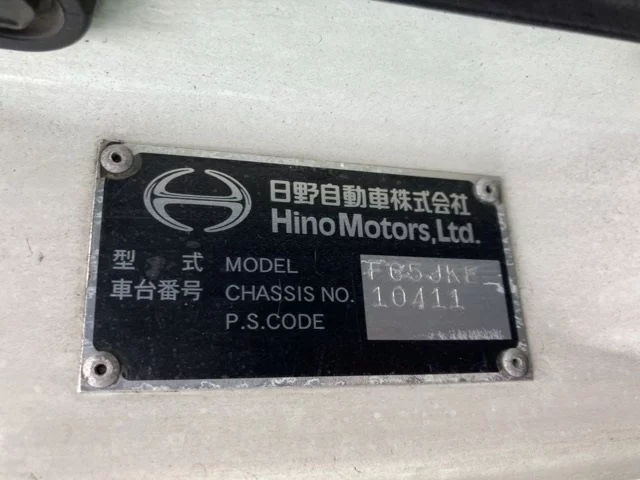 日野自動車株式会社
Hino Motors, Ltd.
型 式 MODEL FC5JKE
車台番号 CHASSIS NO. 10411
P.S.CODE